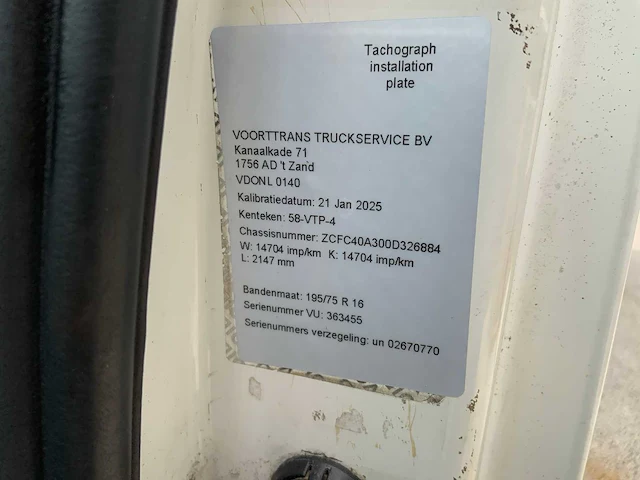 Tachograph
installation
plate
VOORTTRANS TRUCKSERVICE BV
Kanaalkade 71
1756 AD 't Zand
VDONL 0140
Kalibratiedatum: 21 Jan 2025
Kenteken: 58-VTP-4
Chassisnummer: ZCFC40A300D326884
W: 14704 imp/km K: 14704 imp/km
L: 2147 mm
Bandenmaat: 195/75 R 16
Serienummer VU: 363455
Serienummers verzegeling: un 02670770